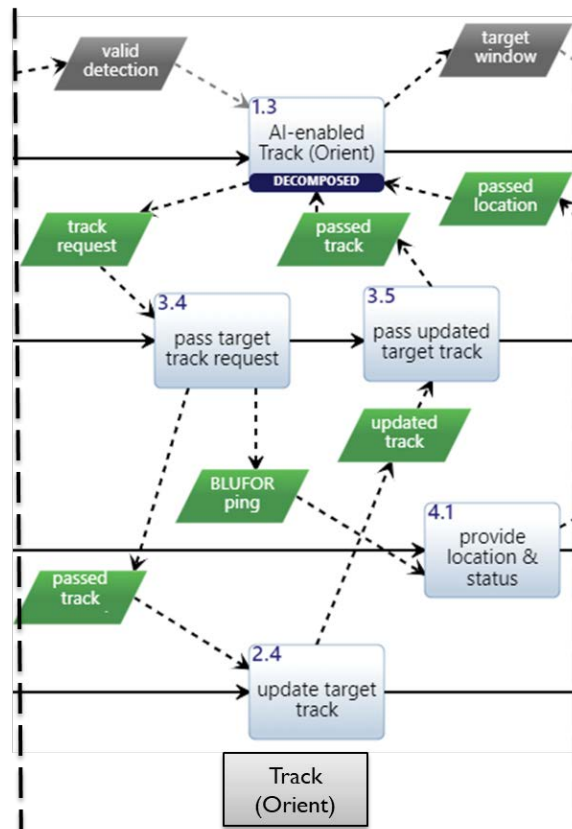 valid
detection
target
window
1.3
AI-enabled
Track (Orient)
DECOMPOSED
passed
location
track
request
passed
track
3.4
pass target
track request
3.5
pass updated
target track
updated
track
BLUFOR
ping
4.1
provide
location &
status
passed
track
.
2.4
update target
track
Track
(Orient)